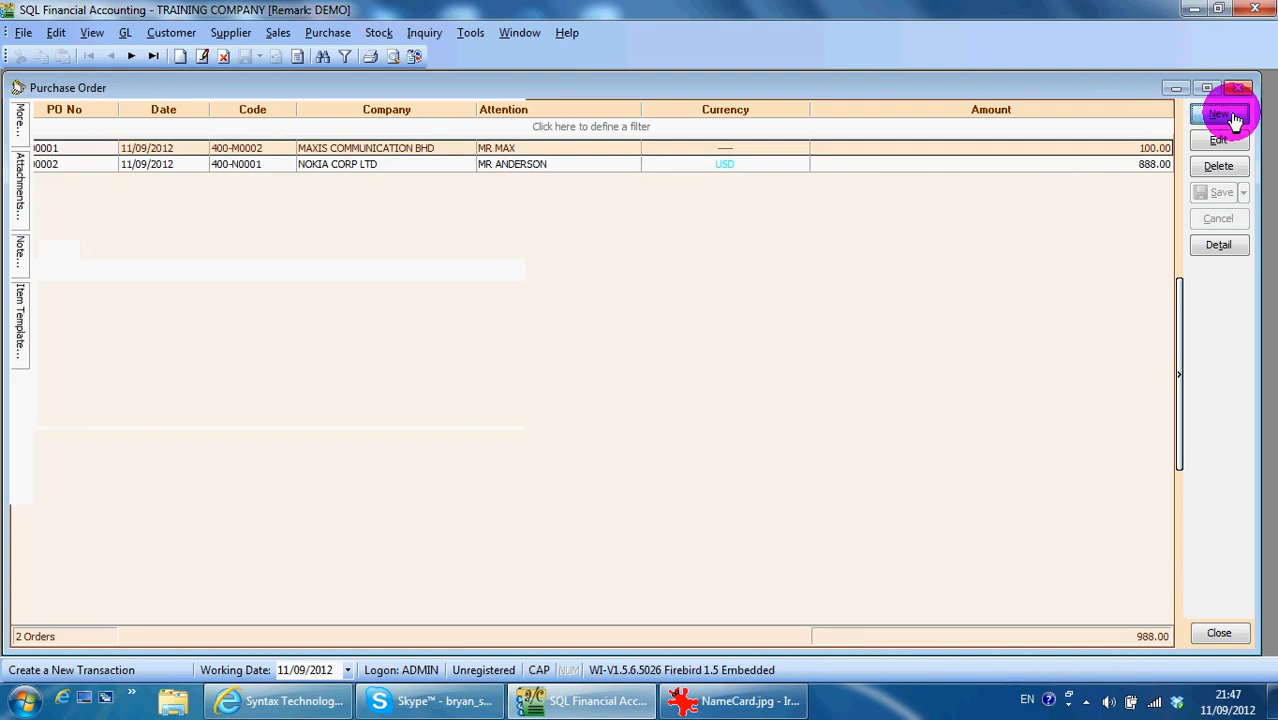 SQL Financial Accounting - TRAINING COMPANY [Remark: DEMO]
File Edit View GL Customer Supplier Sales Purchase Stock Inquiry Tools Window Help
Purchase Order
PO No Date Code Company Attention Currency Amount
Click here to define a filter
0001 11/09/2012 400-M0002 MAXIS COMMUNICATION BHD MR MAX ---- 100.00
0002 11/09/2012 400-N0001 NOKIA CORP LTD MR ANDERSON USD 888.00
More...
Attachments...
Note...
Item Template...
New
Edit
Delete
Save
Cancel
Detail
Close
2 Orders 988.00
Create a New Transaction Working Date: 11/09/2012 Logon: ADMIN Unregistered CAP NUM WI-V1.5.6.5026 Firebird 1.5 Embedded
Syntax Technolog... Skype™ - bryan_s... SQL Financial Acc... NameCard.jpg - Ir... EN 21:47
11/09/2012